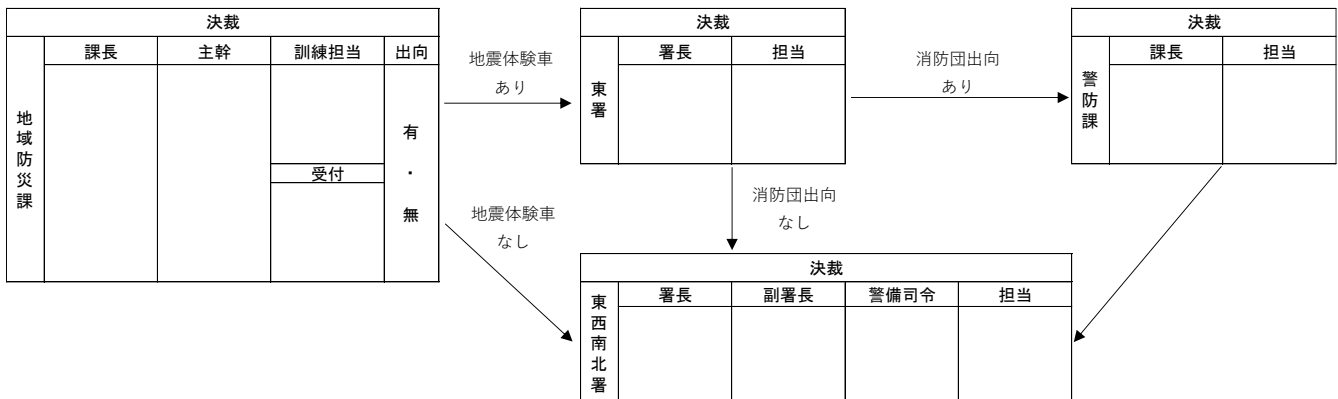 決裁
課長 主幹 訓練担当 出向
地域防災課
受付
有・無
地震体験車
あり
地震体験車
なし
決裁
署長 担当
東署
消防団出向
あり
消防団出向
なし
決裁
課長 担当
警防課
決裁
署長 副署長 警備司令 担当
東西南北署